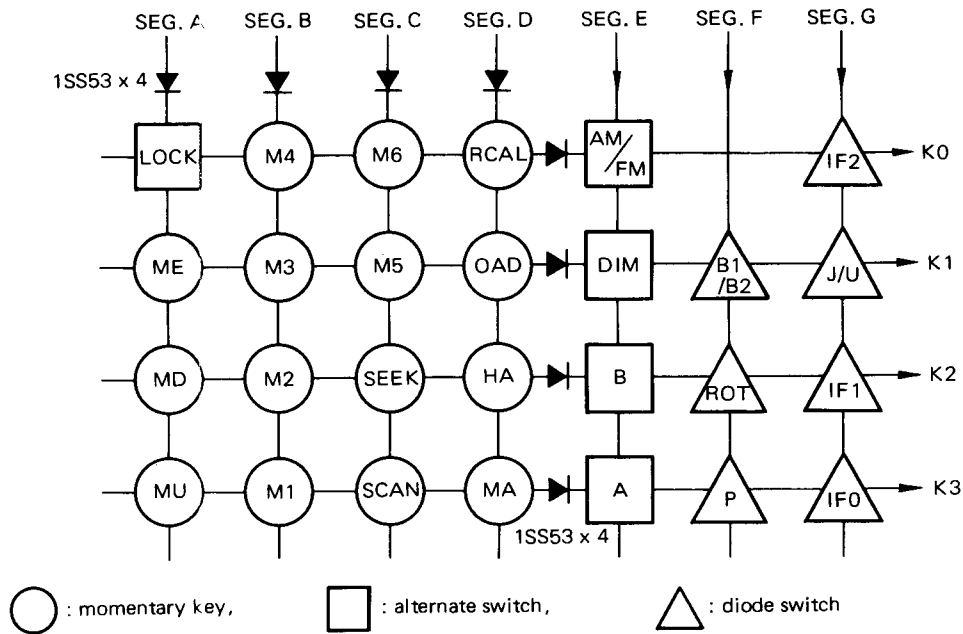 SEG. A SEG. B SEG. C SEG. D SEG. E SEG. F SEG. G
1SS53 x 4
LOCK M4 M6 RCAL AM/FM IF2 K0
ME M3 M5 OAD DIM B1/B2 J/U K1
MD M2 SEEK HA B ROT IF1 K2
MU M1 SCAN MA A P IF0 K3
1SS53 x 4
: momentary key, : alternate switch, : diode switch